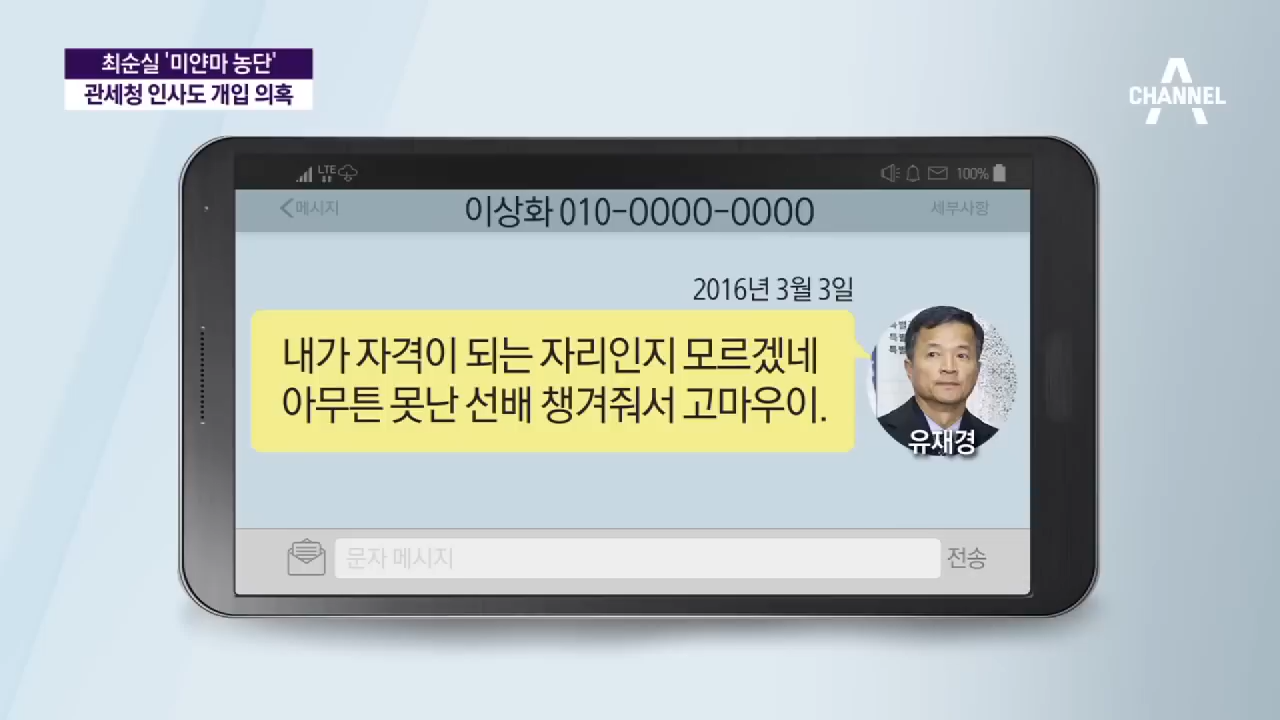 최순실 '미얀마 농단'
관세청 인사도 개입 의혹
CHANNEL A
LTE
100%
메시지
이상화 010-0000-0000
세부사항
2016년 3월 3일
내가 자격이 되는 자리인지 모르겠네
아무튼 못난 선배 챙겨줘서 고마우이.
특별
유재경
문자 메시지
전송